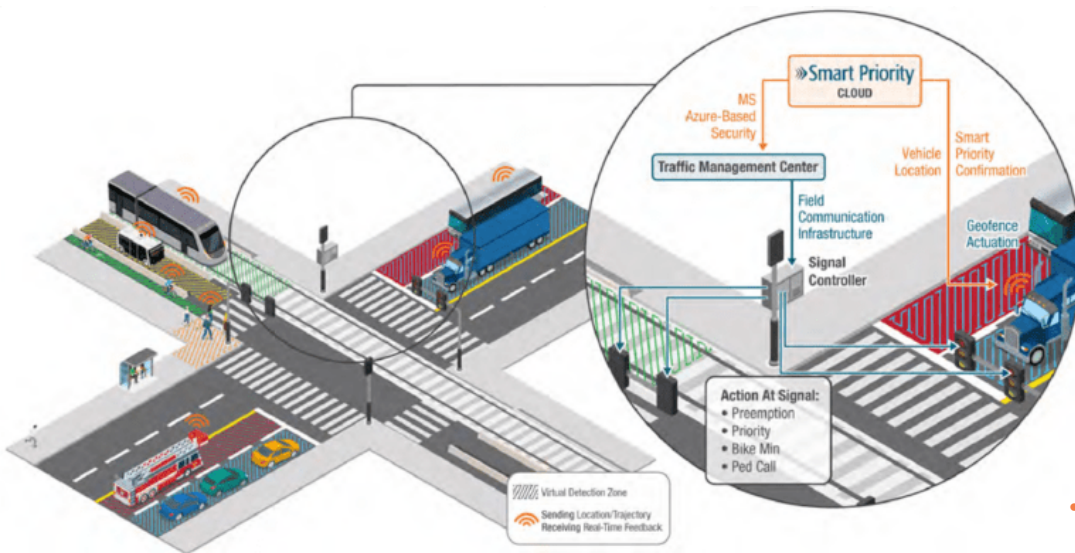 Smart Priority
CLOUD
MS
Azure-Based
Security
Vehicle
Location
Smart
Priority
Confirmation
Traffic Management Center
Field
Communication
Infrastructure
Geofence
Actuation
Signal
Controller
Action At Signal:
• Preemption
• Priority
• Bike Min
• Ped Call
Virtual Detection Zone
Sending Location/Trajectory
Receiving Real-Time Feedback